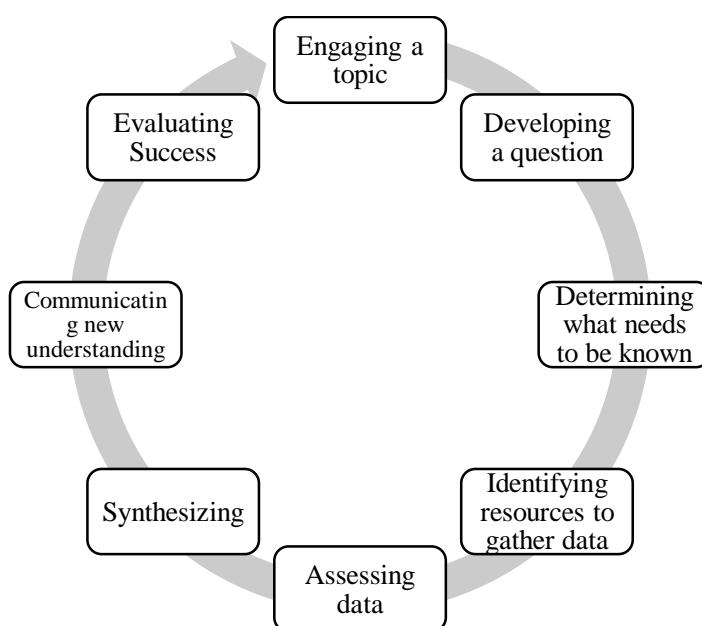 Engaging a
topic
Developing
a question
Determining
what needs
to be known
Identifying
resources to
gather data
Assessing
data
Synthesizing
Communicatin
g new
understanding
Evaluating
Success